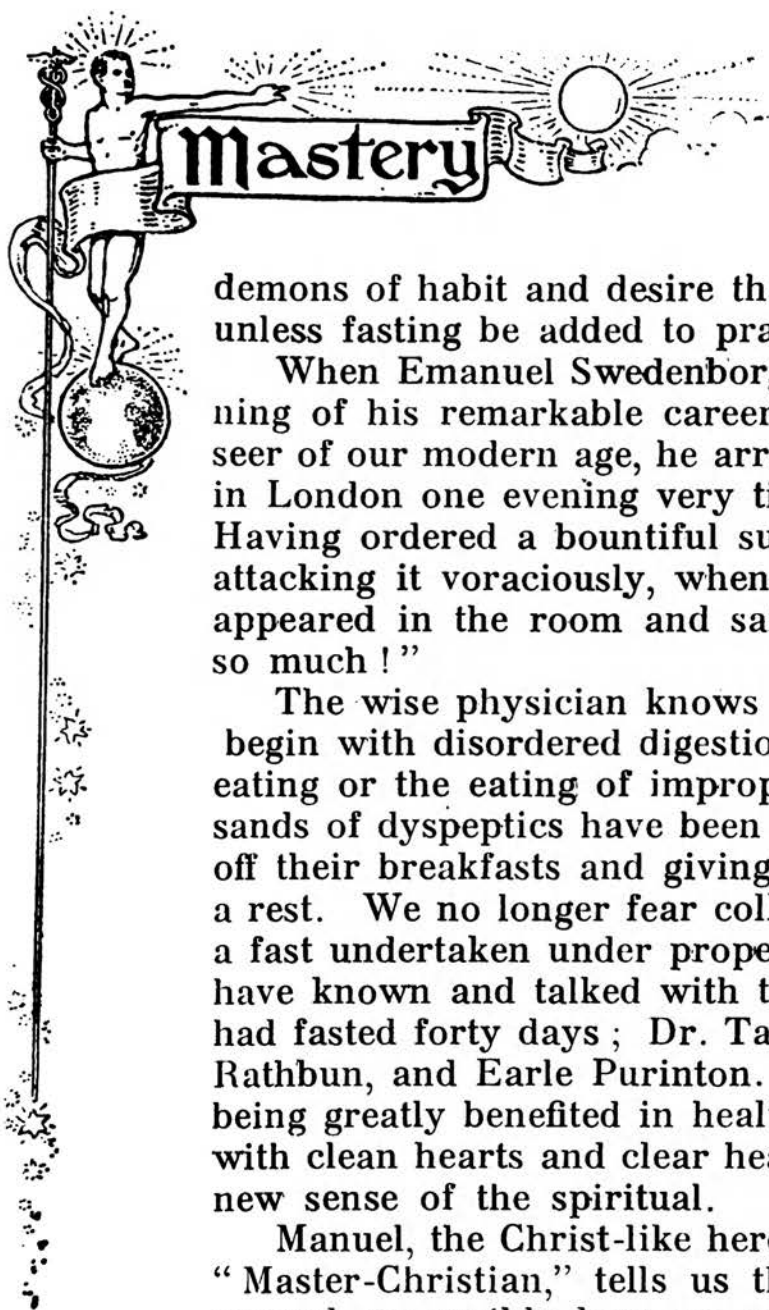 Mastery
demons of habit and desire th
unless fasting be added to pra
When Emanuel Swedenbor
ning of his remarkable career
seer of our modern age, he arr
in London one evening very ti
Having ordered a bountiful su
attacking it voraciously, when
appeared in the room and sa
so much ! ”
The wise physician knows
begin with disordered digestio
eating or the eating of improp
sands of dyspeptics have been
off their breakfasts and giving
a rest. We no longer fear coll
a fast undertaken under prope
have known and talked with t
had fasted forty days ; Dr. Ta
Rathbun, and Earle Purinton.
being greatly benefited in healt
with clean hearts and clear hea
new sense of the spiritual.
Manuel, the Christ-like hero
“ Master-Christian,” tells us th